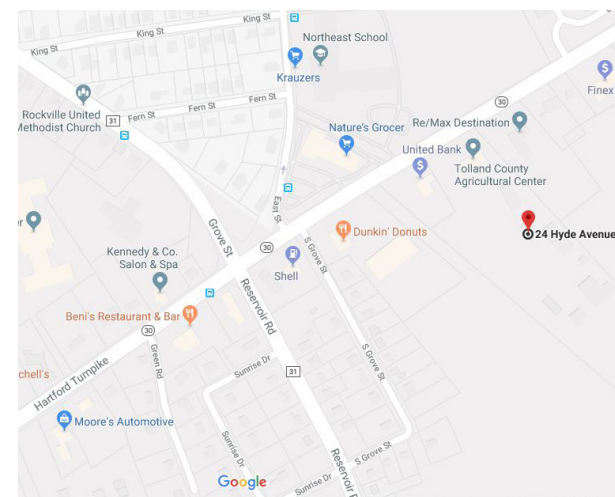 King St
King St
Northeast School
Krauzers
Finex
Fern St
Fern St
Fern St
Rockville United
Methodist Church
31
30
Nature's Grocer
Re/Max Destination
United Bank
Tolland County
Agricultural Center
East St
Grove St
Dunkin' Donuts
24 Hyde Avenue
S Grove St
30
Kennedy & Co.
Salon & Spa
Shell
Reservoir Rd
Beni's Restaurant & Bar
30
Green Rd
Sunrise Dr
S Grove St
31
chell's
Hartford Turnpike
Moore's Automotive
Sunrise Dr
Reservoir R
S Grove St
Sunrise Dr
Google